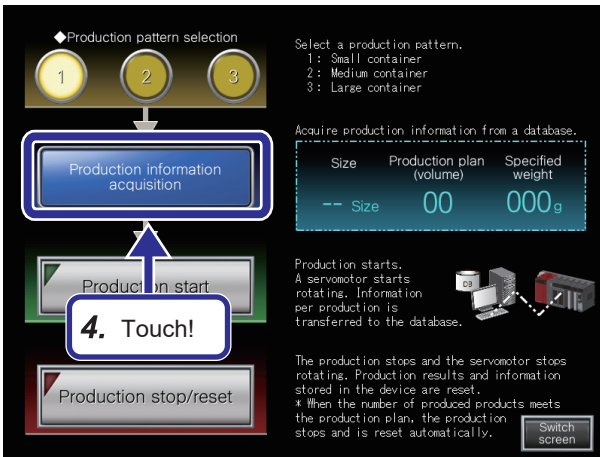 ◆Production pattern selection
1
2
3
Select a production pattern.
1: Small container
2: Medium container
3: Large container
Production information
acquisition
Acquire production information from a database.
Size
Production plan
(volume)
Specified
weight
-- Size
00
000g
Production start
4. Touch!
Production starts.
A servomotor starts
rotating. Information
per production is
transferred to the database.
DB
Production stop/reset
The production stops and the servomotor stops
rotating. Production results and information
stored in the device are reset.
* When the number of produced products meets
the production plan, the production
stops and is reset automatically.
Switch
screen